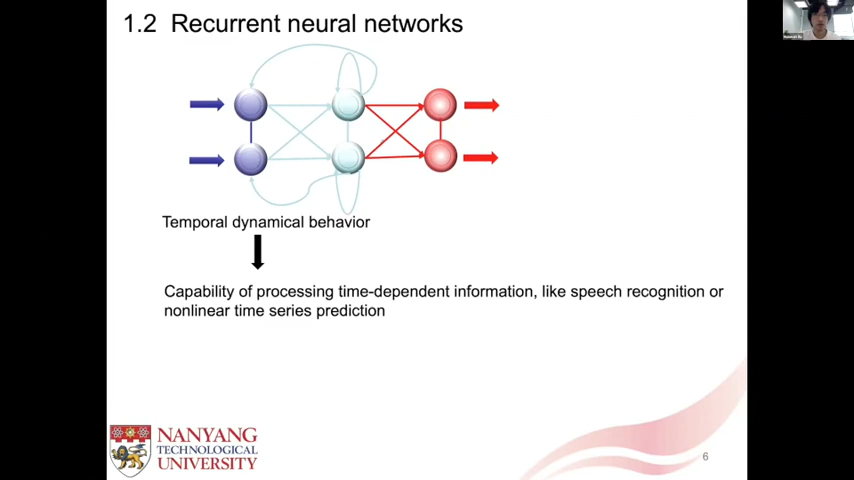 1.2 Recurrent neural networks
Temporal dynamical behavior
Capability of processing time-dependent information, like speech recognition or
nonlinear time series prediction
NANYANG
TECHNOLOGICAL
UNIVERSITY
6